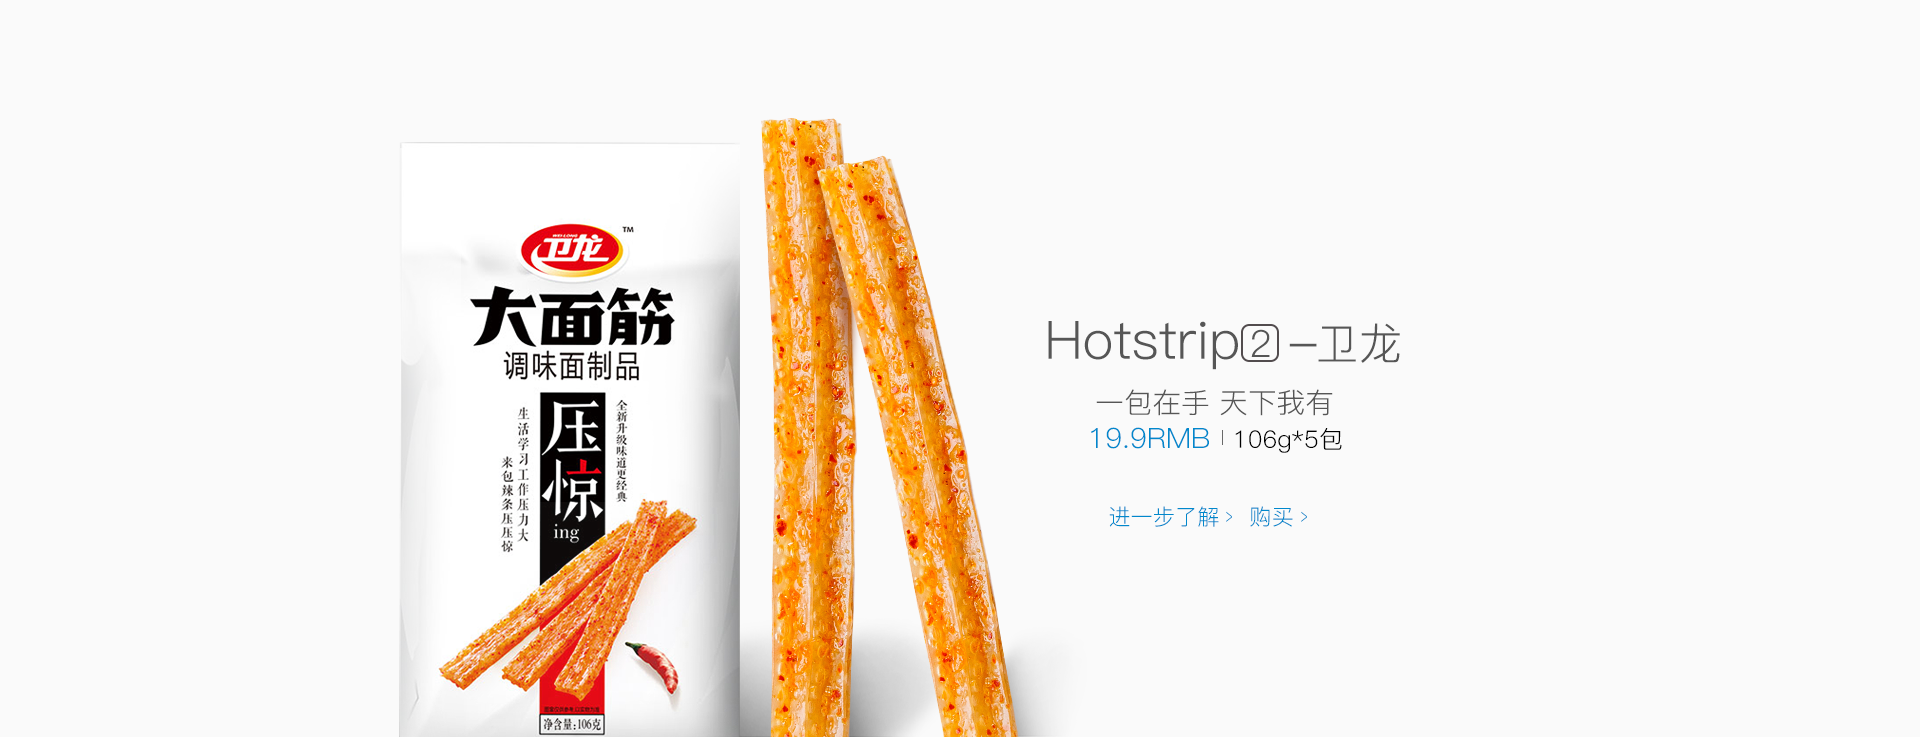 WEI LONG
卫龙
TM
大面筋
调味面制品
压惊
ing
全新升级味道更经典
生活学习工作压力大
来包辣条压压惊
净含量:106克
Hotstrip2 –卫龙
一包在手 天下我有
19.9RMB | 106g*5包
进一步了解 > 购买 >